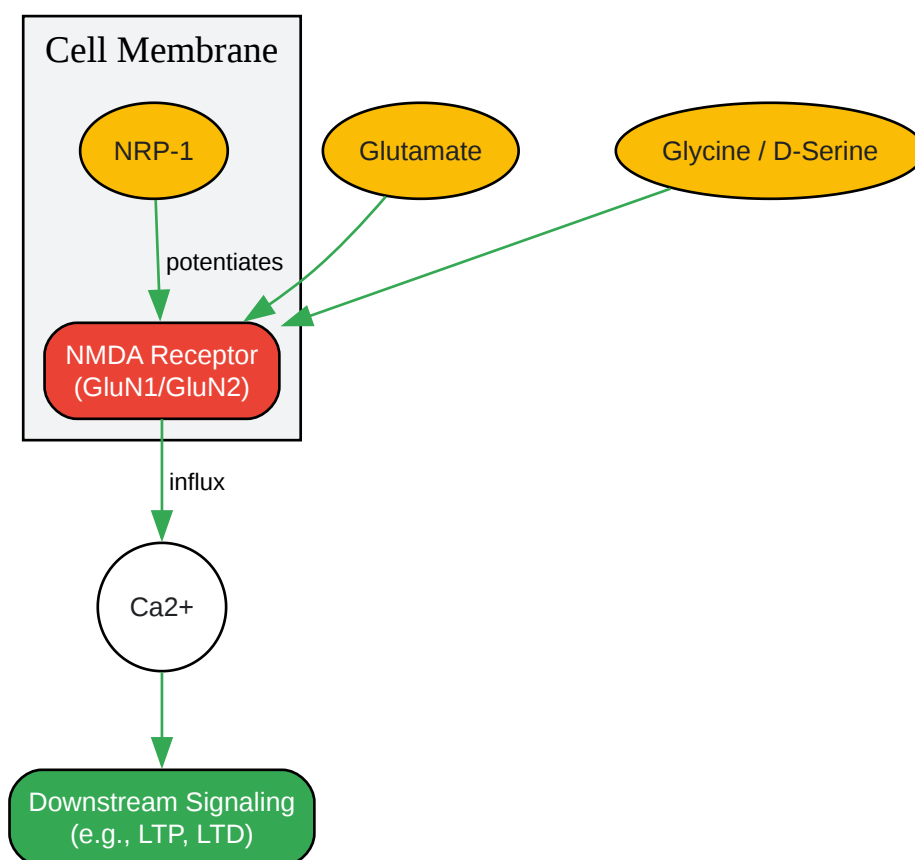 Cell Membrane
NRP-1
Glutamate
Glycine / D-Serine
potentiates
NMDA Receptor
(GluN1/GluN2)
influx
Ca2+
Downstream Signaling
(e.g., LTP, LTD)